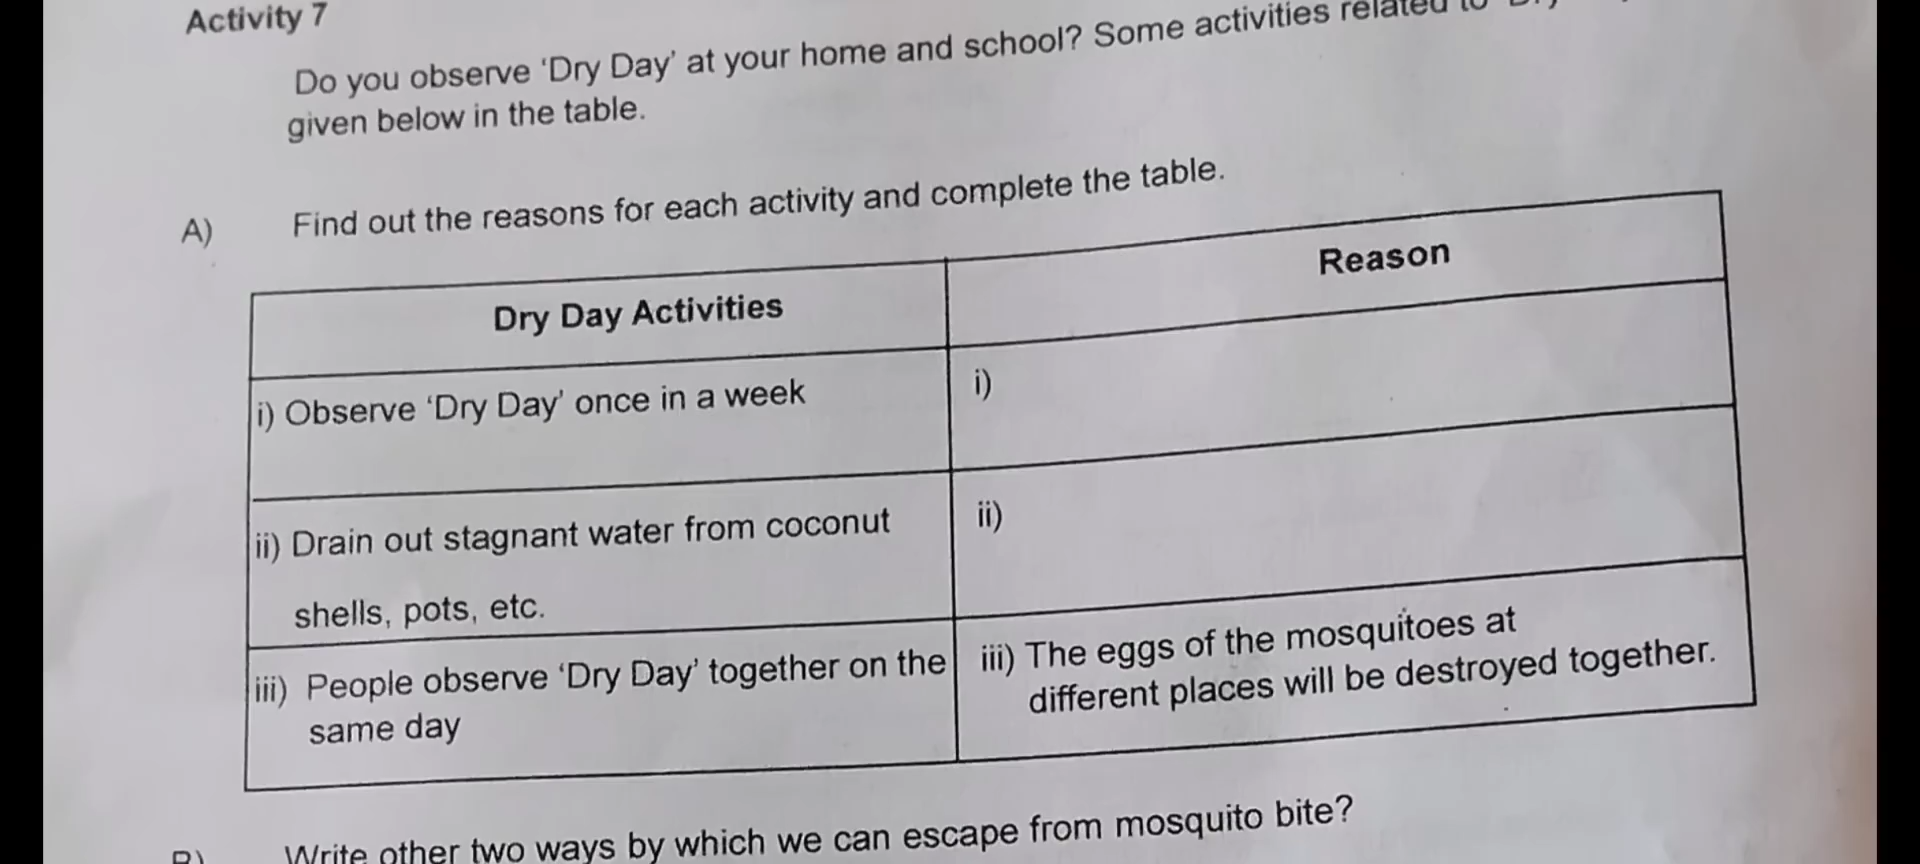 Activity 7
Do you observe ‘Dry Day’ at your home and school? Some activities related to
given below in the table.
A) Find out the reasons for each activity and complete the table.
Dry Day Activities
Reason
i) Observe ‘Dry Day’ once in a week
i)
ii) Drain out stagnant water from coconut
shells, pots, etc.
ii)
iii) People observe ‘Dry Day’ together on the
same day
iii) The eggs of the mosquitoes at
different places will be destroyed together.
B) Write other two ways by which we can escape from mosquito bite?